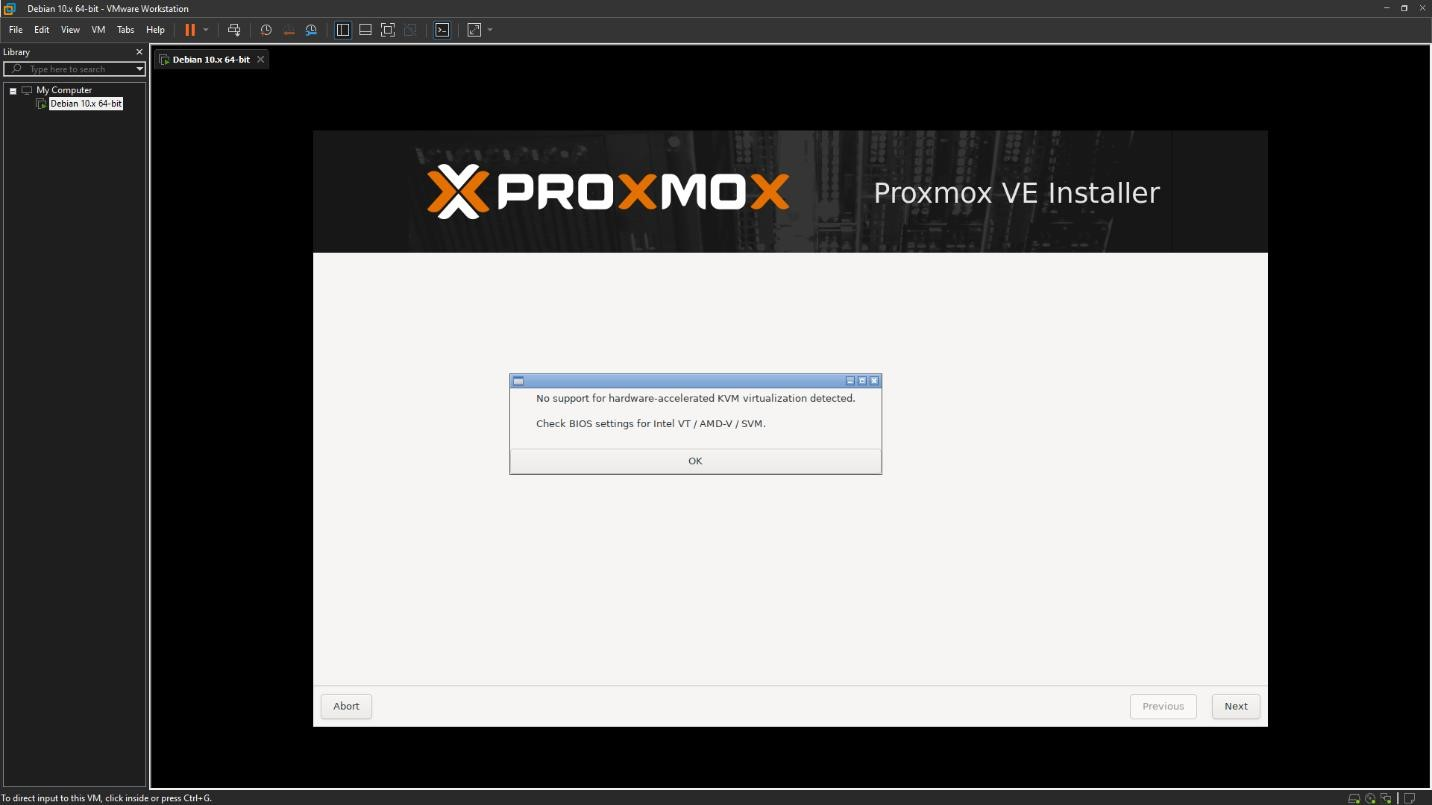 Debian 10.x 64-bit - VMware Workstation
File Edit View VM Tabs Help
Library
Type here to search
My Computer
Debian 10.x 64-bit
Debian 10.x 64-bit
PROXMOX
Proxmox VE Installer
No support for hardware-accelerated KVM virtualization detected.
Check BIOS settings for Intel VT / AMD-V / SVM.
OK
Abort
Previous
Next
To direct input to this VM, click inside or press Ctrl+G.